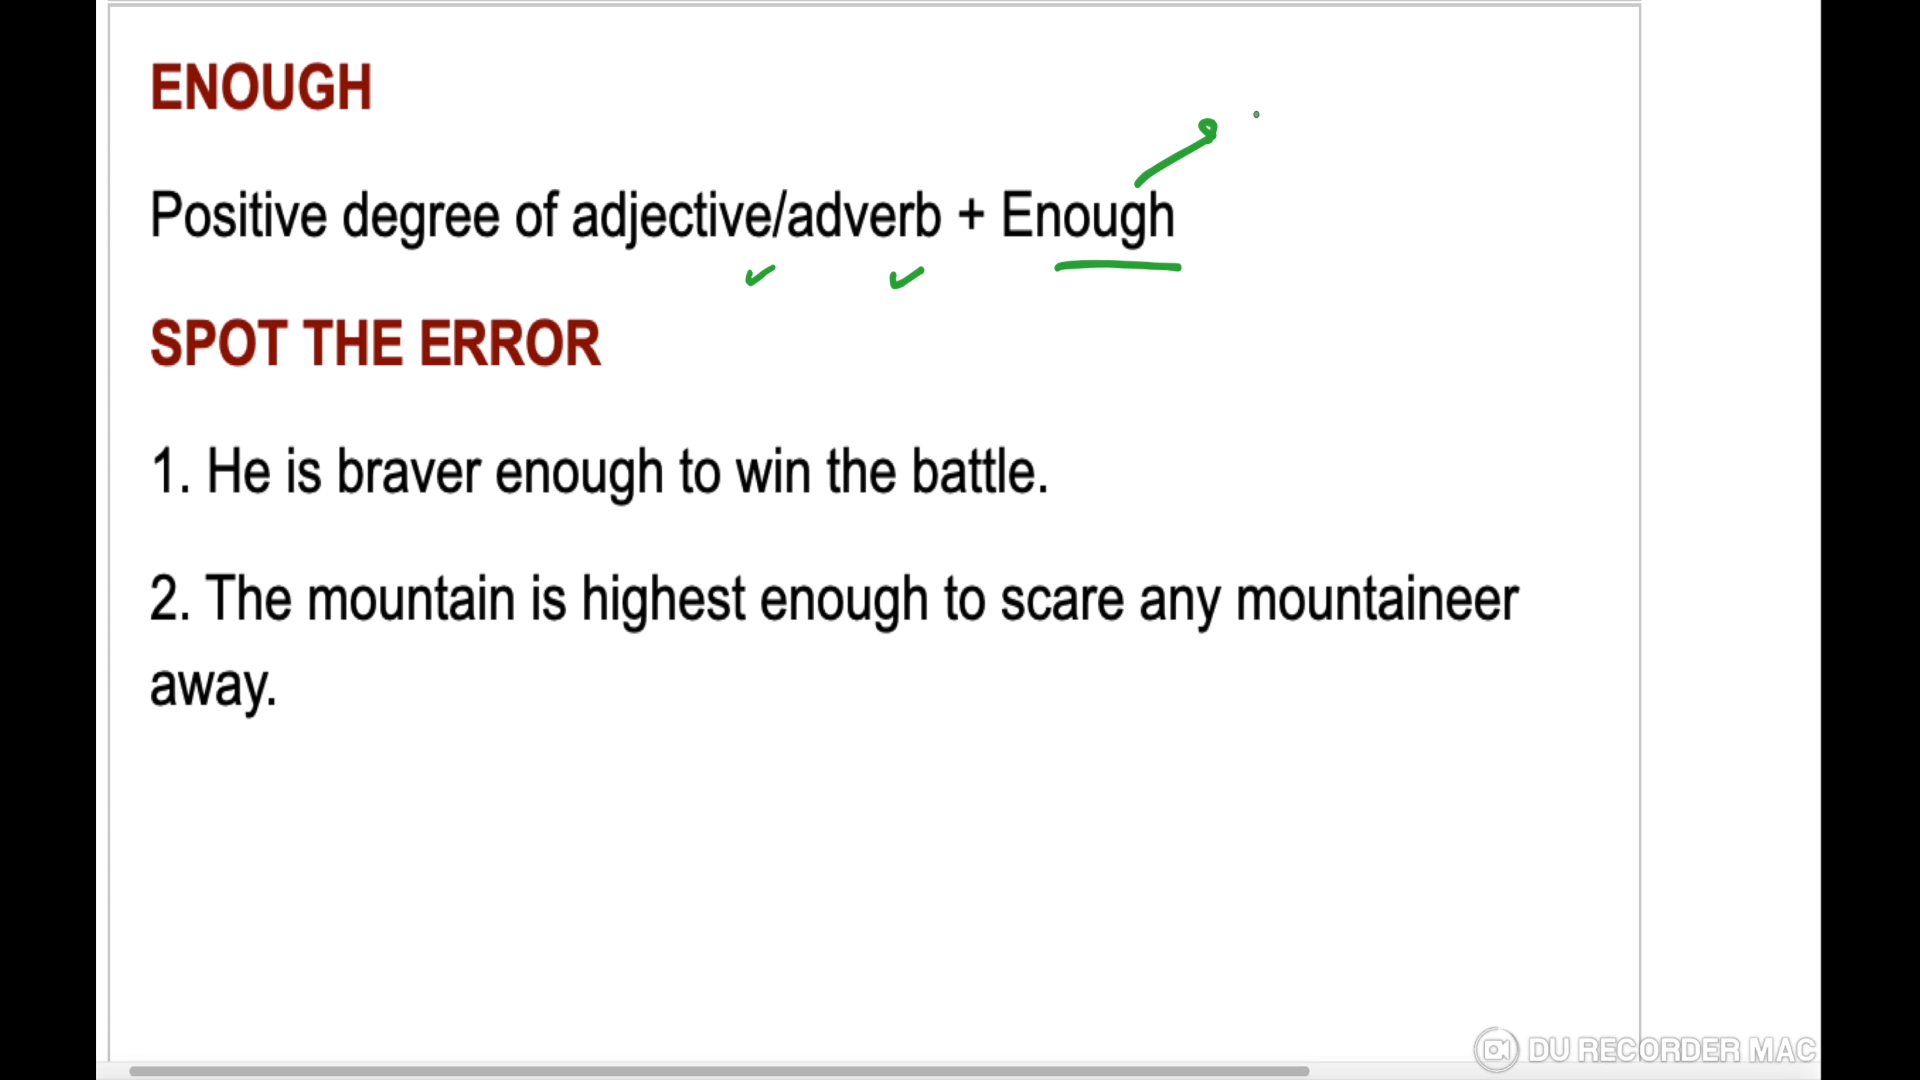 ENOUGH
Positive degree of adjective/adverb + Enough
SPOT THE ERROR
1. He is braver enough to win the battle.
2. The mountain is highest enough to scare any mountaineer
away.
DU RECORDER MAC